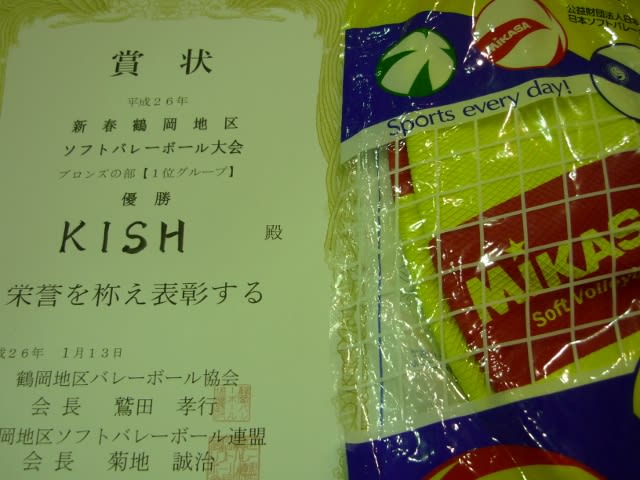 賞状
平成26年
新春鶴岡地区
ソフトバレーボール大会
ブロンズの部【1位グループ】
優勝
KISH 殿
栄誉を称え表彰する
成26年 1月13日
鶴岡地区バレーボール協会
会長 鷲田 孝行
岡地区ソフトバレーボール連盟
会長 菊地 誠治
公益財団法人日本
日本ソフトバレー
MIKASA
Sports every day!
MIKASA
Soft Volley